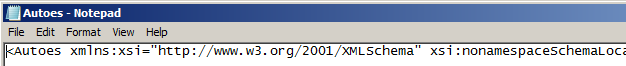 Autoes - Notepad
File Edit Format View Help
<Autoes xmlns:xsi="http://www.w3.org/2001/XMLSchema" xsi:nonamespaceSchemaLoca